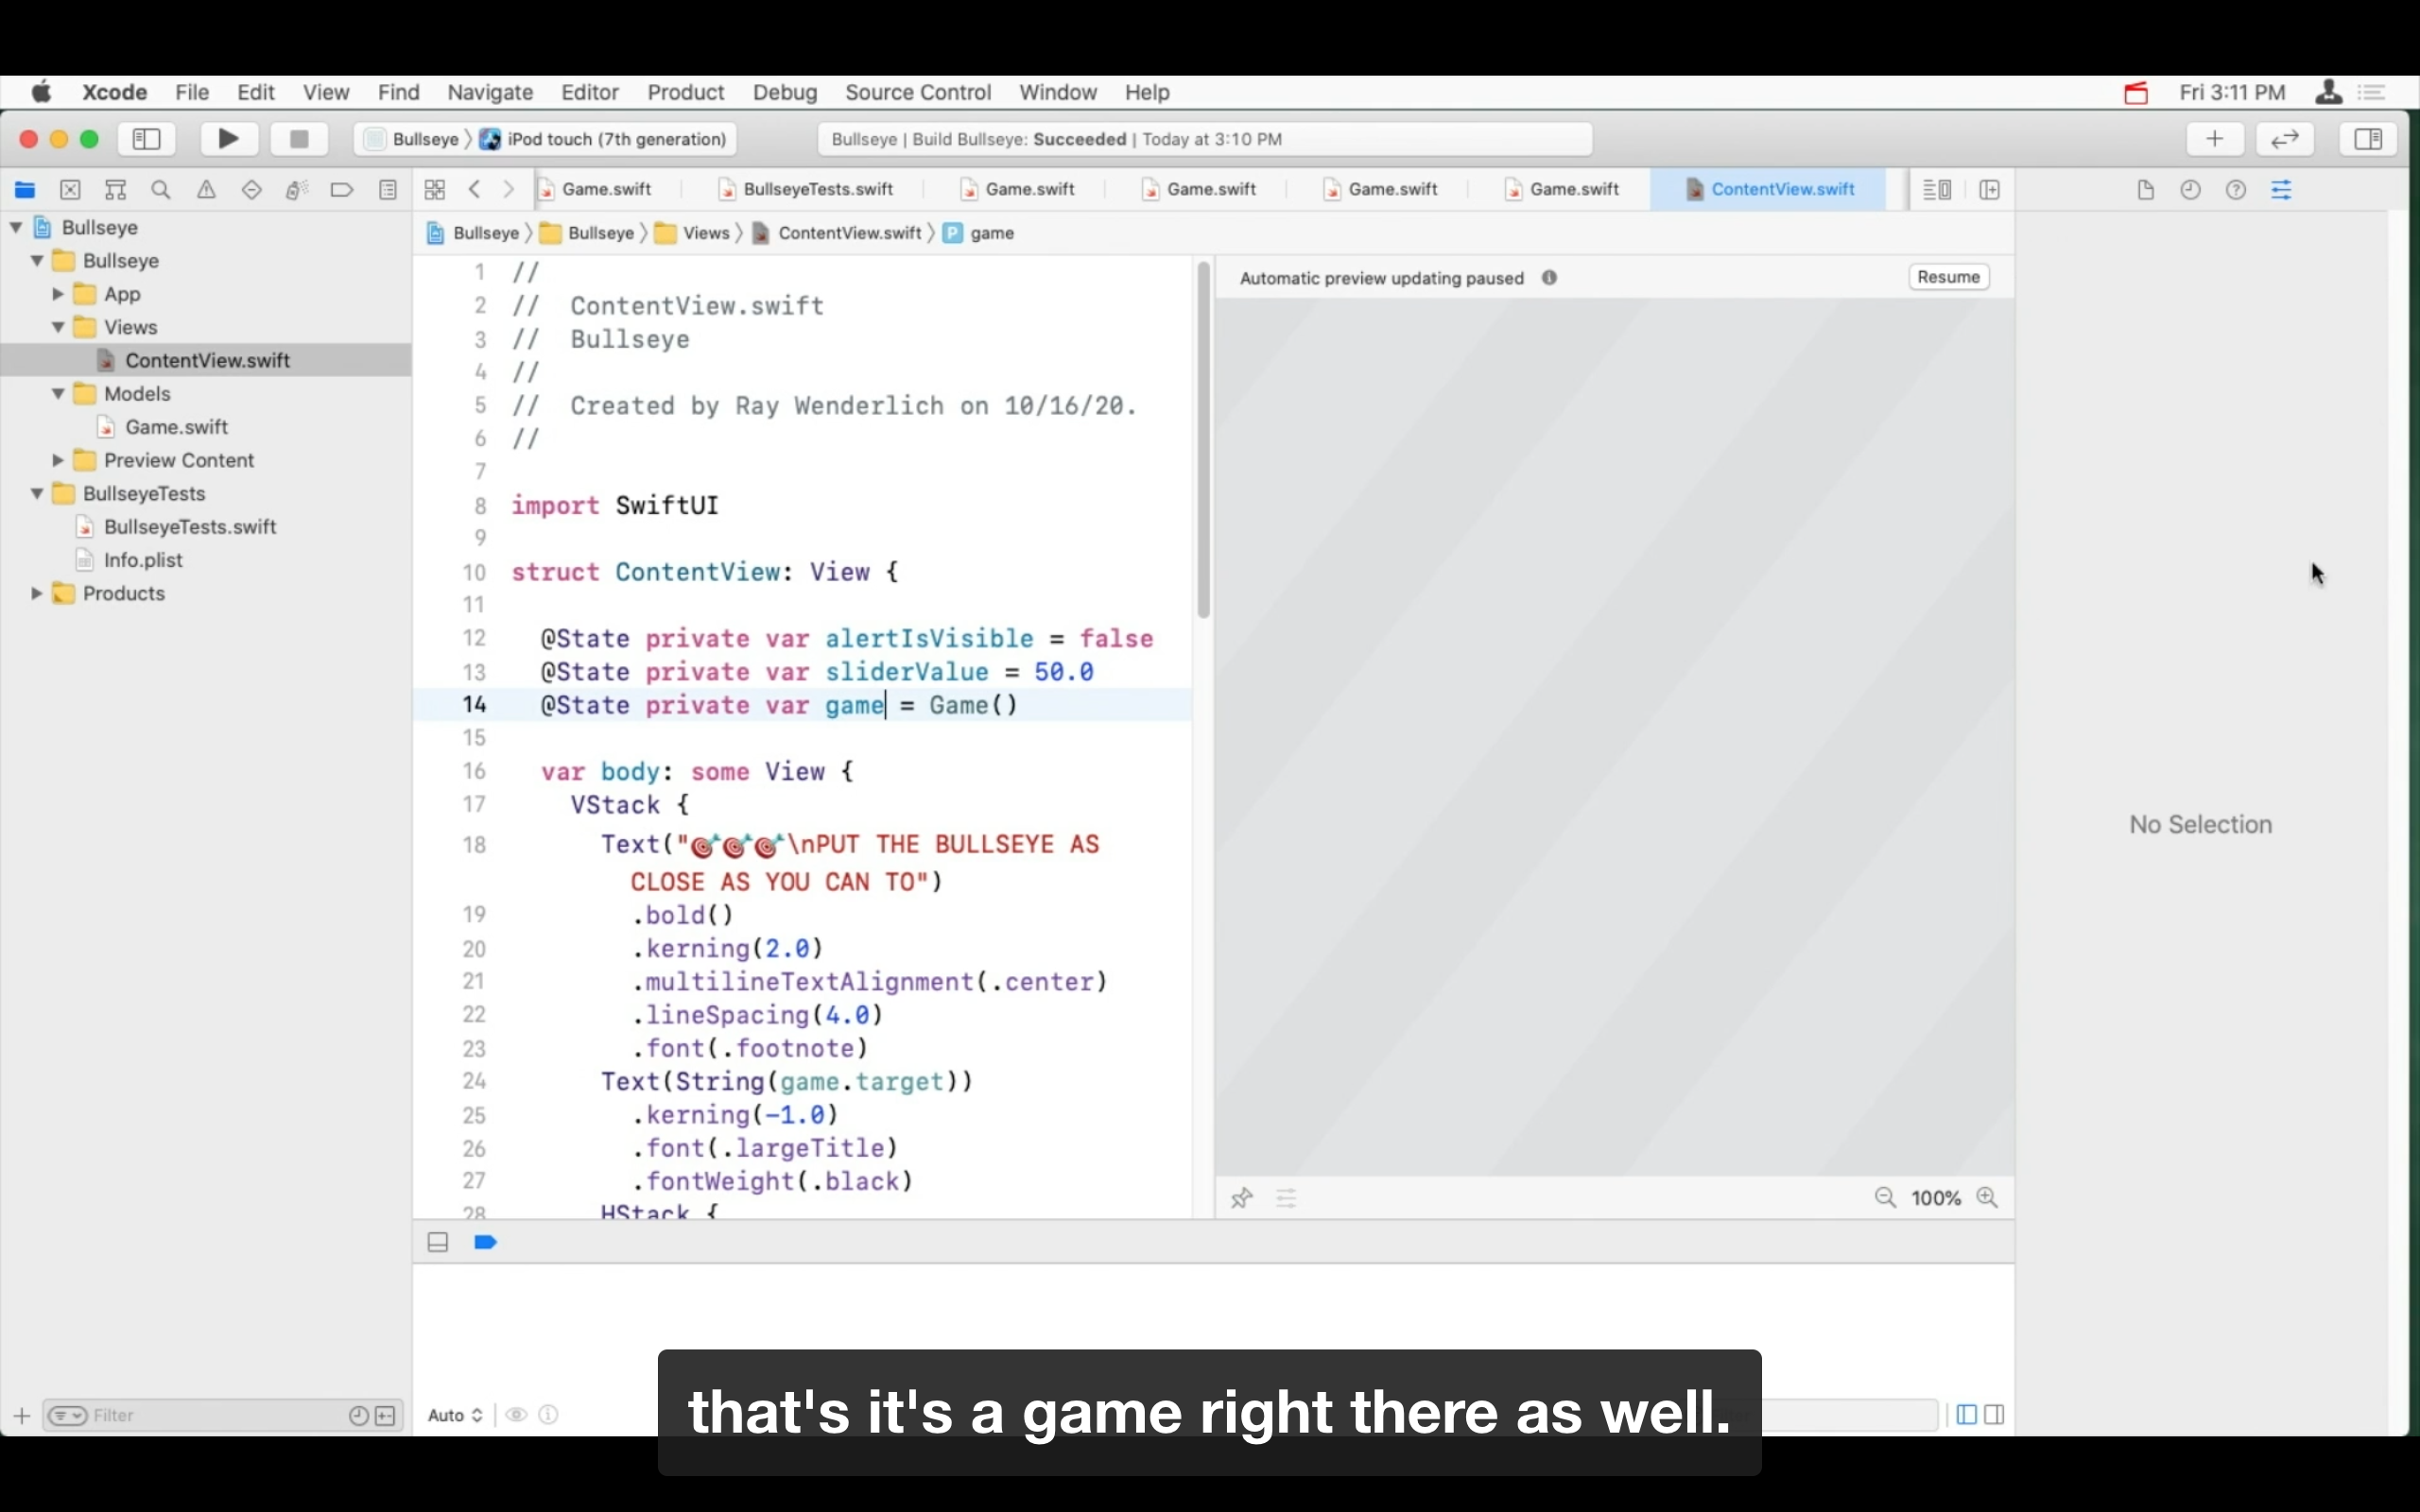 Xcode File Edit View Find Navigate Editor Product Debug Source Control Window Help
Fri 3:11 PM
Bullseye 〉 iPod touch (7th generation)
Bullseye | Build Bullseye: Succeeded | Today at 3:10 PM
Game.swift
BullseyeTests.swift
Game.swift
Game.swift
Game.swift
Game.swift
ContentView.swift
Bullseye
Bullseye
App
Views
ContentView.swift
Models
Game.swift
Preview Content
BullseyeTests
BullseyeTests.swift
Info.plist
Products
Filter
Bullseye 〉 Bullseye 〉 Views 〉 ContentView.swift 〉 P game
1 //
2 //  ContentView.swift
3 //  Bullseye
4 //
5 //  Created by Ray Wenderlich on 10/16/20.
6 //
7
8 import SwiftUI
9
10 struct ContentView: View {
11
12   @State private var alertIsVisible = false
13   @State private var sliderValue = 50.0
14   @State private var game = Game()
15
16   var body: some View {
17     VStack {
18       Text("🎯🎯🎯\nPUT THE BULLSEYE AS
CLOSE AS YOU CAN TO")
19         .bold()
20         .kerning(2.0)
21         .multilineTextAlignment(.center)
22         .lineSpacing(4.0)
23         .font(.footnote)
24       Text(String(game.target))
25         .kerning(-1.0)
26         .font(.largeTitle)
27         .fontWeight(.black)
28       HStack {
Automatic preview updating paused
Resume
100%
No Selection
Auto
that's it's a game right there as well.